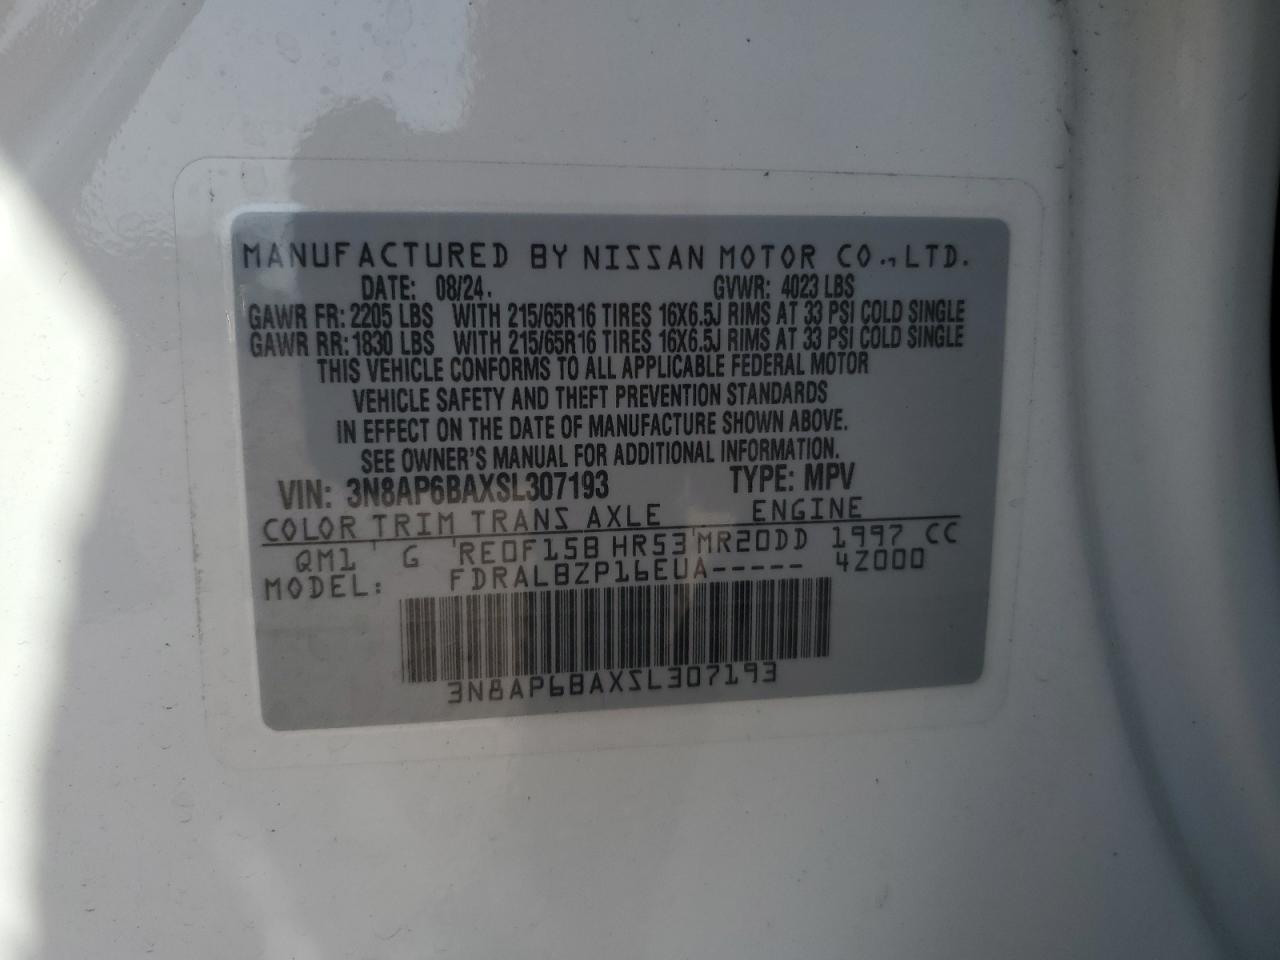 MANUFACTURED BY NISSAN MOTOR CO., LTD.
DATE: 08/24. GVWR: 4023 LBS
GAWR FR: 2205 LBS WITH 215/65R16 TIRES 16X6.5J RIMS AT 33 PSI COLD SINGLE
GAWR RR: 1830 LBS WITH 215/65R16 TIRES 16X6.5J RIMS AT 33 PSI COLD SINGLE
THIS VEHICLE CONFORMS TO ALL APPLICABLE FEDERAL MOTOR
VEHICLE SAFETY AND THEFT PREVENTION STANDARDS
IN EFFECT ON THE DATE OF MANUFACTURE SHOWN ABOVE.
SEE OWNER'S MANUAL FOR ADDITIONAL INFORMATION.
VIN: 3N8AP6BAXSL307193 TYPE: MPV
COLOR TRIM TRANS AXLE ENGINE
QM1 G RE0F15B HR53 MR20DD 1997 CC
MODEL: FDRALBZP16EUA----- 4Z000
3N8AP6BAXSL307193